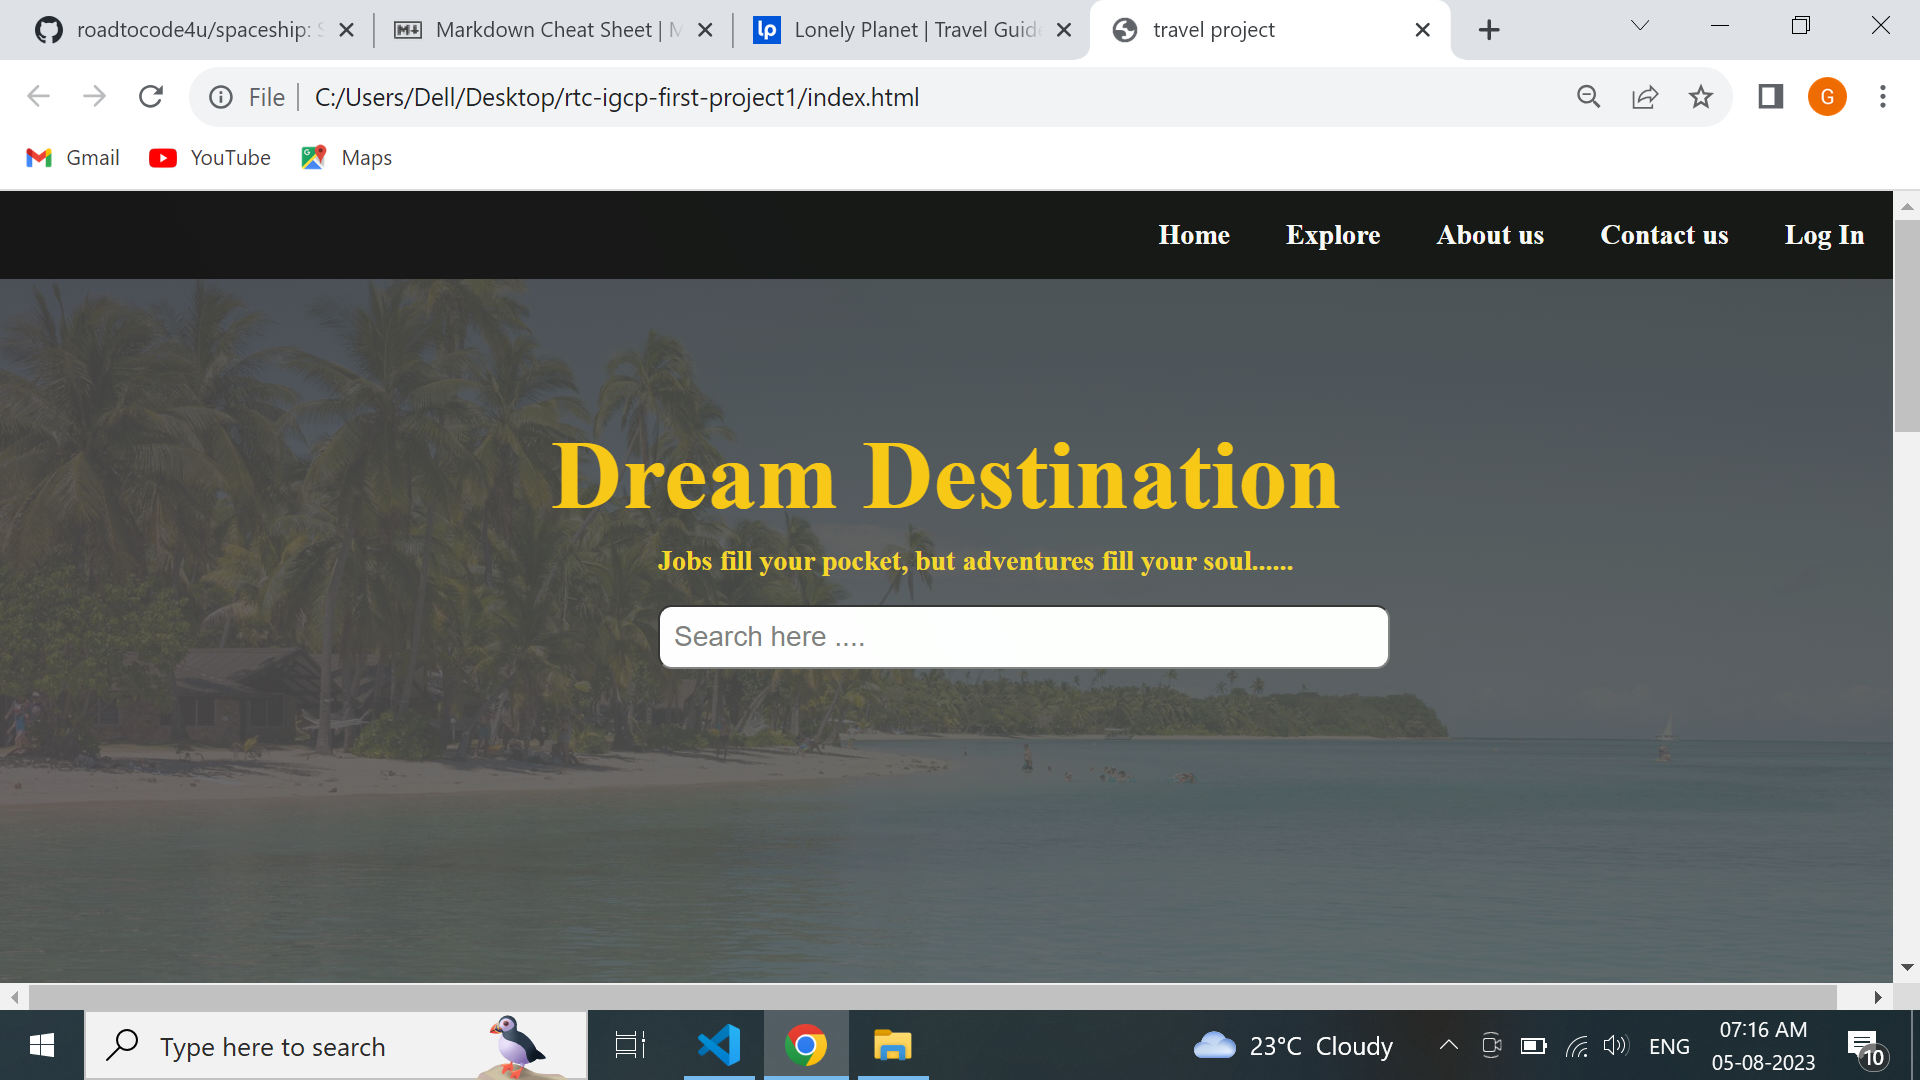 roadtocode4u/spaceship: S
Markdown Cheat Sheet | M
lp Lonely Planet | Travel Guide
travel project
File
C:/Users/Dell/Desktop/rtc-igcp-first-project1/index.html
G
Gmail
YouTube
Maps
Home
Explore
About us
Contact us
Log In
Dream Destination
Jobs fill your pocket, but adventures fill your soul......
Search here ....
Type here to search
23°C Cloudy
ENG
07:16 AM
05-08-2023
10